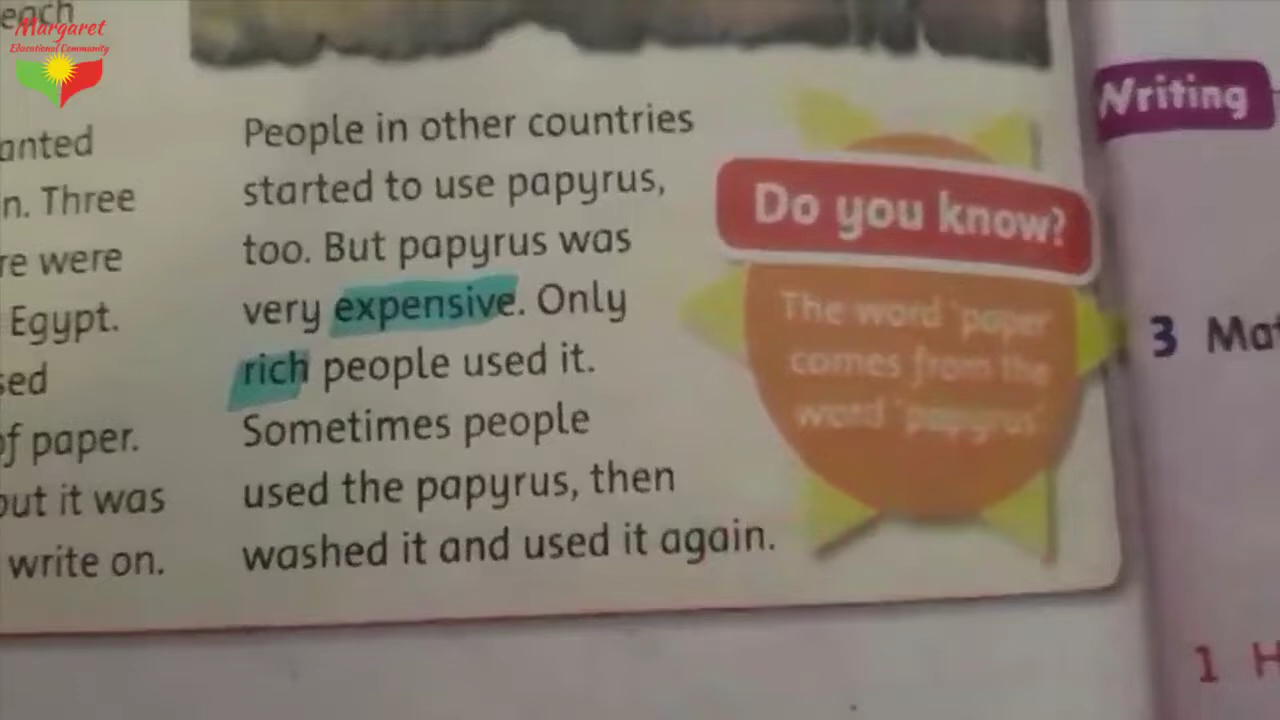 each
Margaret
Educational Community
anted
n. Three
re were
Egypt.
sed
of paper.
out it was
write on.
People in other countries
started to use papyrus,
too. But papyrus was
very expensive. Only
rich people used it.
Sometimes people
used the papyrus, then
washed it and used it again.
Do you know?
The word 'paper'
comes from the
word 'papyrus'
Writing
3 Mat
1 H